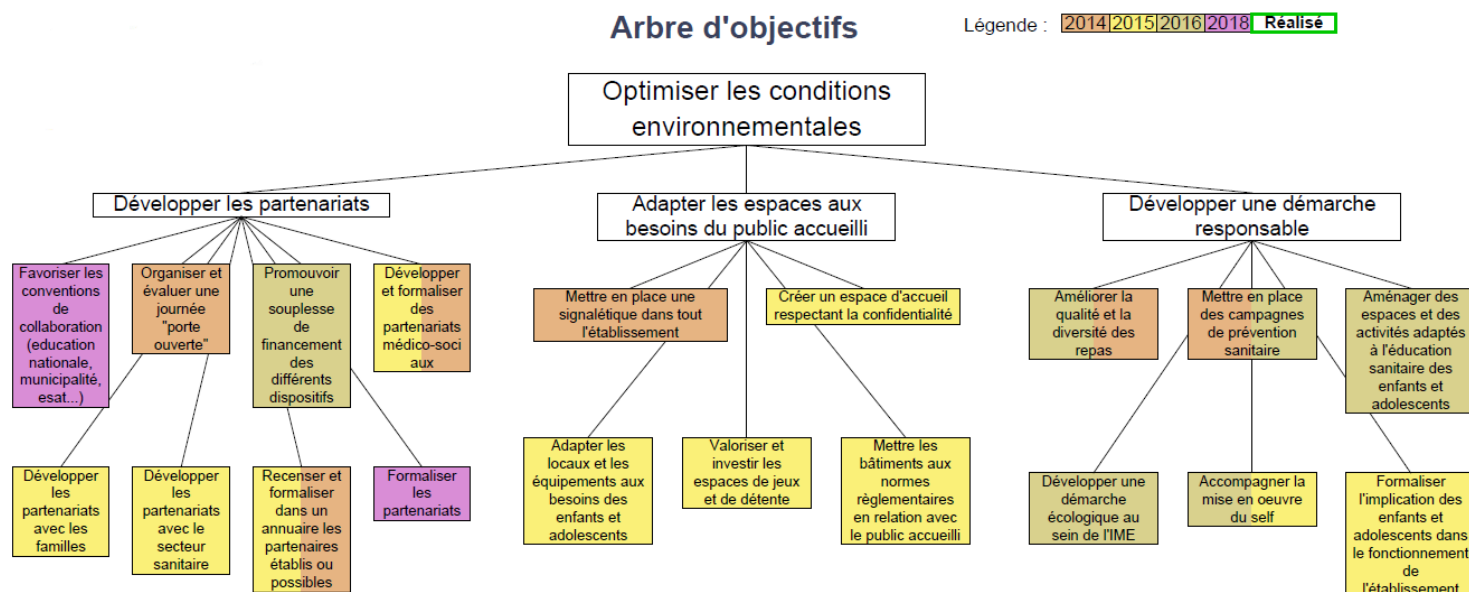 Arbre d'objectifs
Légende : 2014 2015 2016 2018 Réalisé
Optimiser les conditions
environnementales
Développer les partenariats
Adapter les espaces aux
besoins du public accueilli
Développer une démarche
responsable
Favoriser les
conventions
de
collaboration
(education
nationale,
municipalité,
esat...)
Organiser et
évaluer une
journée
"porte
ouverte"
Promouvoir
une
souplesse
de
financement
des
différents
dispositifs
Développer
et formaliser
des
partenariats
médico-soci
aux
Mettre en place une
signalétique dans tout
l'établissement
Créer un espace d'accueil
respectant la confidentialité
Améliorer la
qualité et la
diversité des
repas
Mettre en place
des campagnes
de prévention
sanitaire
Aménager des
espaces et des
activités adaptés
à l'éducation
sanitaire des
enfants et
adolescents
Développer
les
partenariats
avec les
familles
Développer
les
partenariats
avec le
secteur
sanitaire
Recenser et
formaliser
dans un
annuaire les
partenaires
établis ou
possibles
Formaliser
les
partenariats
Adapter les
locaux et les
équipements aux
besoins des
enfants et
adolescents
Valoriser et
investir les
espaces de jeux
et de détente
Mettre les
bâtiments aux
normes
règlementaires
en relation avec
le public accueilli
Développer une
démarche
écologique au
sein de l'IME
Accompagner la
mise en oeuvre
du self
Formaliser
l'implication des
enfants et
adolescents dans
le fonctionnement
de
l'établissement